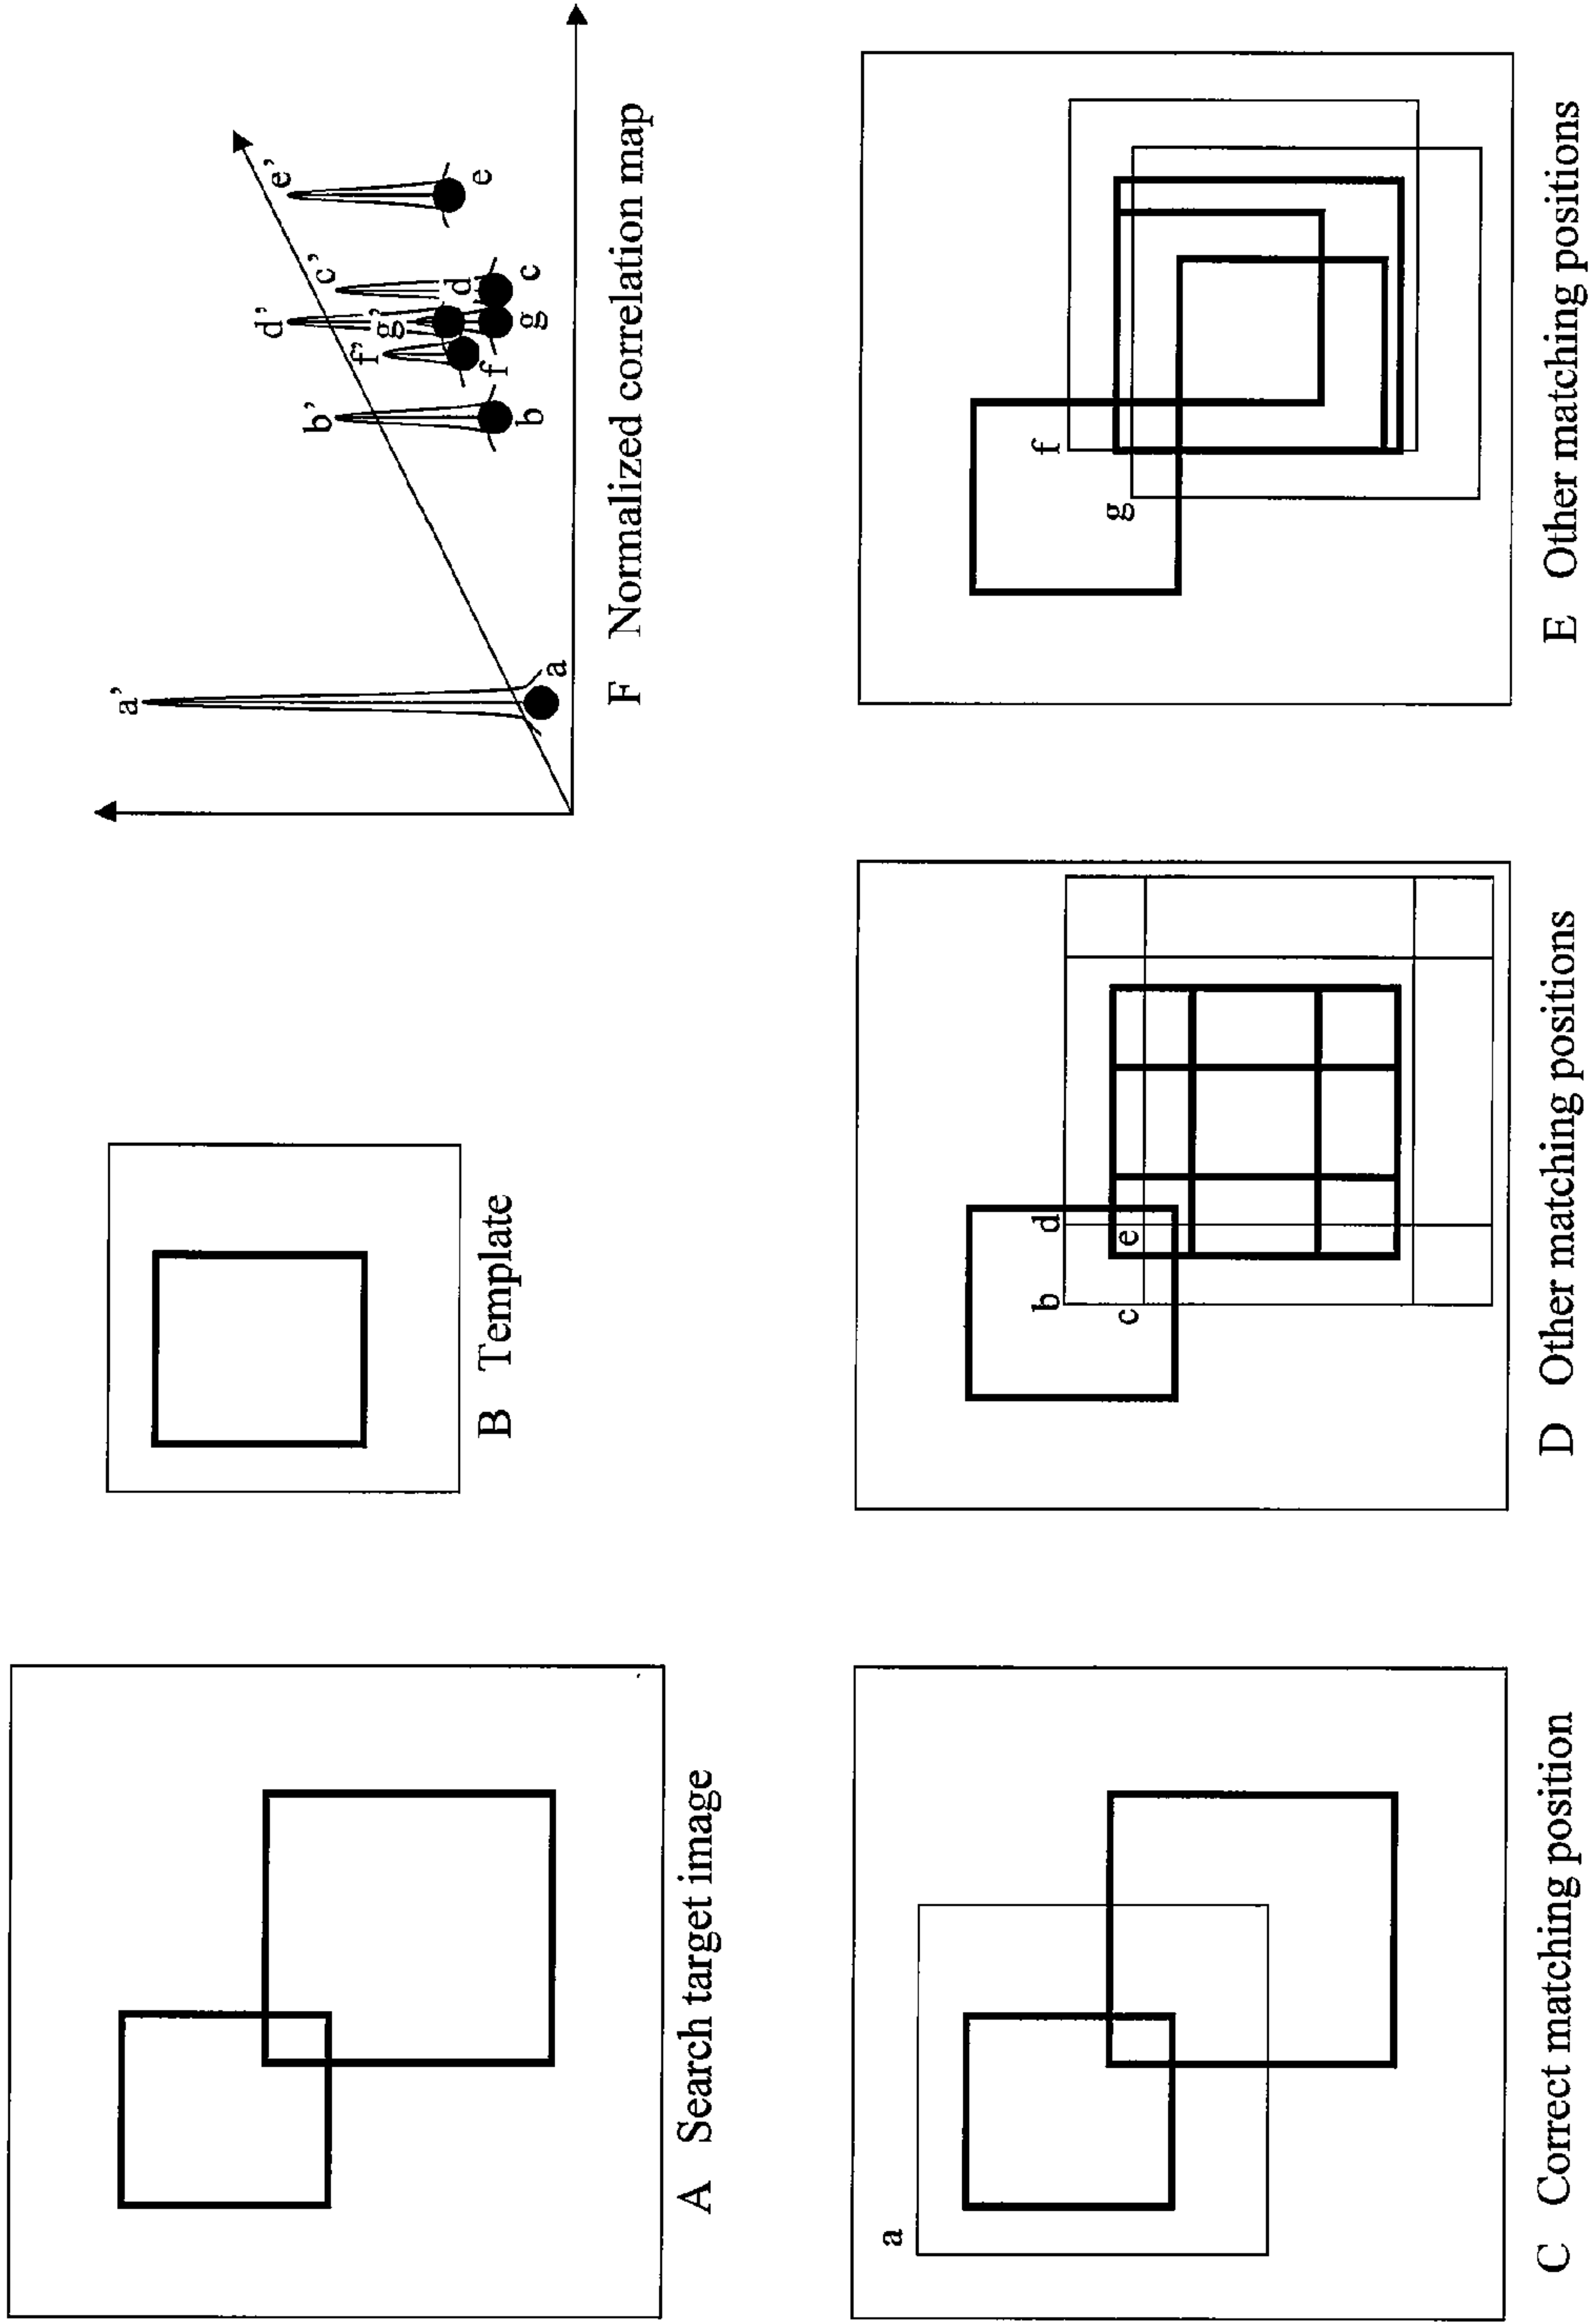 a'
d'
e'
b'
c'
f'
g'
d
e
f
b
g
c
a
B Template
F Normalized correlation map
A Search target image
a
b
d
c
e
f
g
C Correct matching position
D Other matching positions
E Other matching positions